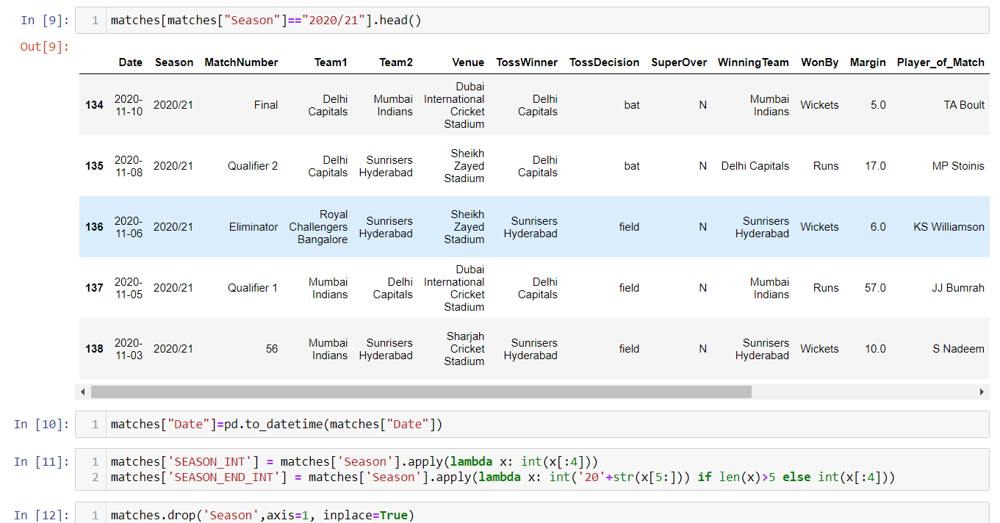 In [9]: 1 matches[matches["Season"]=="2020/21"].head()
Out[9]:
Date Season MatchNumber Team1 Team2 Venue TossWinner TossDecision SuperOver WinningTeam WonBy Margin Player_of_Match
134 2020-11-10 2020/21 Final Delhi Capitals Mumbai Indians Dubai International Cricket Stadium Delhi Capitals bat N Mumbai Indians Wickets 5.0 TA Boult
135 2020-11-08 2020/21 Qualifier 2 Delhi Capitals Sunrisers Hyderabad Sheikh Zayed Stadium Delhi Capitals bat N Delhi Capitals Runs 17.0 MP Stoinis
136 2020-11-06 2020/21 Eliminator Royal Challengers Bangalore Sunrisers Hyderabad Sheikh Zayed Stadium Sunrisers Hyderabad field N Sunrisers Hyderabad Wickets 6.0 KS Williamson
137 2020-11-05 2020/21 Qualifier 1 Mumbai Indians Delhi Capitals Dubai International Cricket Stadium Delhi Capitals field N Mumbai Indians Runs 57.0 JJ Bumrah
138 2020-11-03 2020/21 56 Mumbai Indians Sunrisers Hyderabad Sharjah Cricket Stadium Sunrisers Hyderabad field N Sunrisers Hyderabad Wickets 10.0 S Nadeem
In [10]: 1 matches["Date"]=pd.to_datetime(matches["Date"])
In [11]: 1 matches['SEASON_INT'] = matches['Season'].apply(lambda x: int(x[:4]))
2 matches['SEASON_END_INT'] = matches['Season'].apply(lambda x: int('20'+str(x[5:])) if len(x)>5 else int(x[:4]))
In [12]: 1 matches.drop('Season',axis=1, inplace=True)